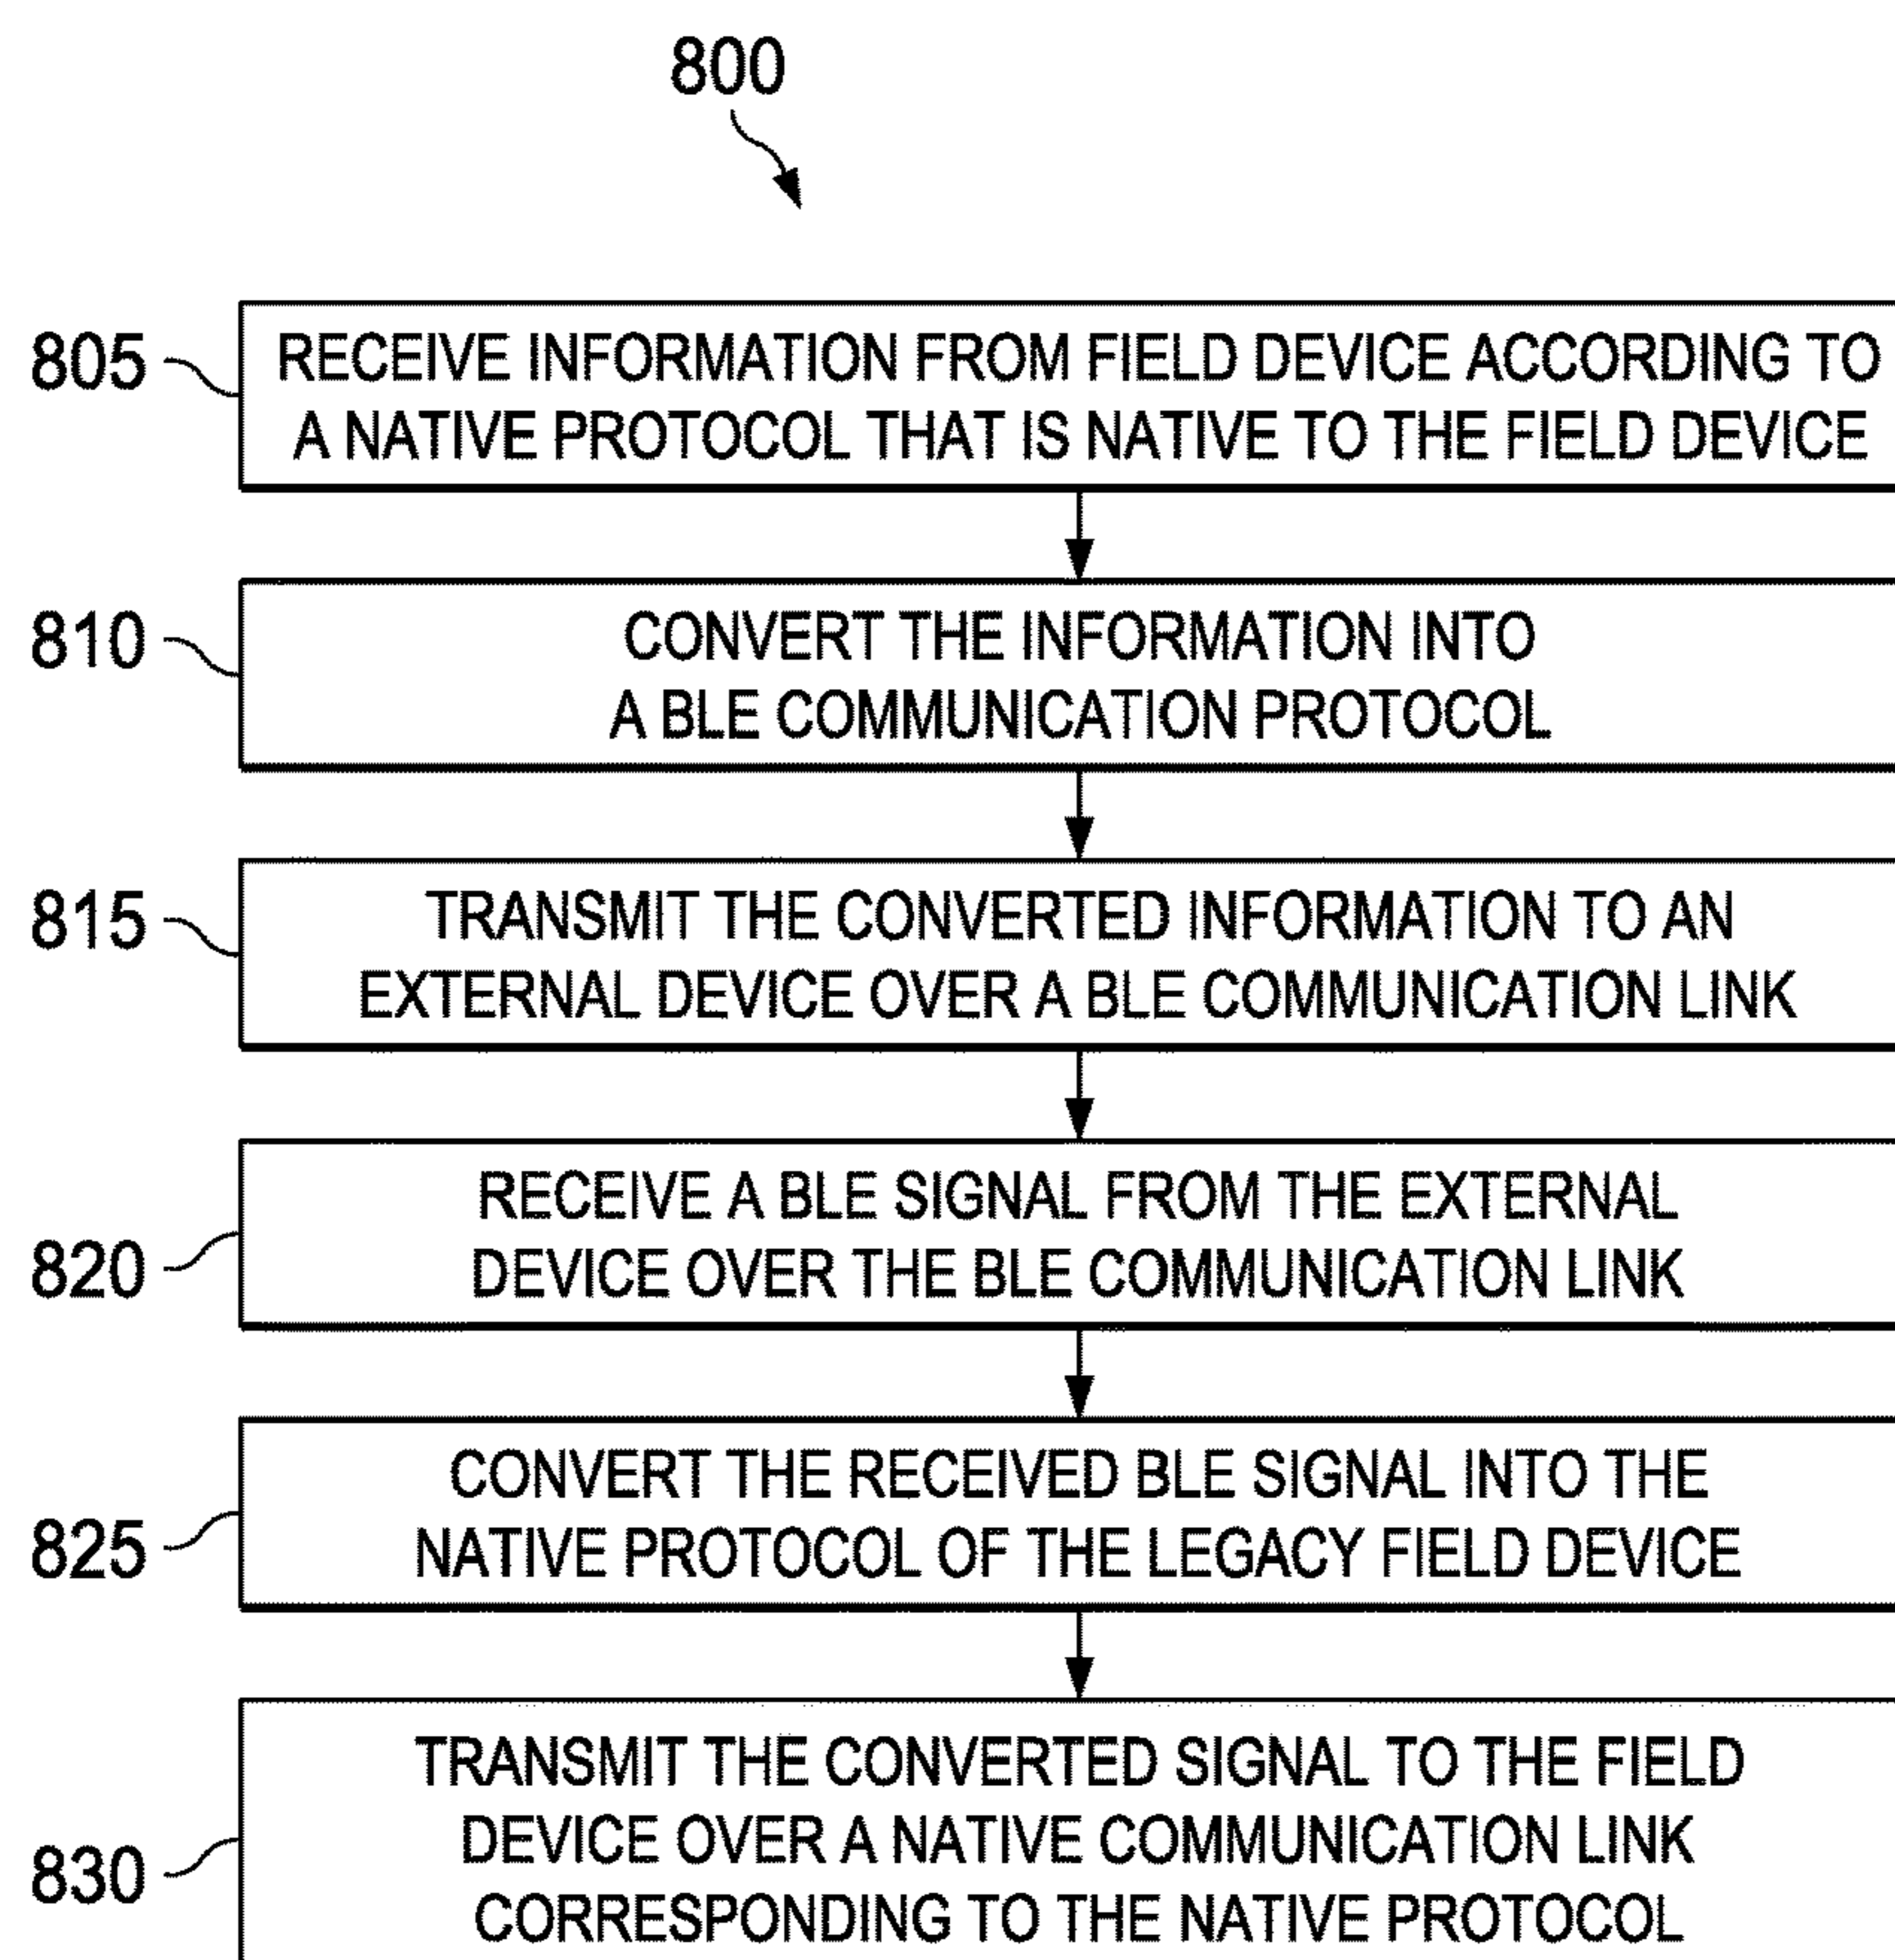 800
805
RECEIVE INFORMATION FROM FIELD DEVICE ACCORDING TO
A NATIVE PROTOCOL THAT IS NATIVE TO THE FIELD DEVICE
810
CONVERT THE INFORMATION INTO
A BLE COMMUNICATION PROTOCOL
815
TRANSMIT THE CONVERTED INFORMATION TO AN
EXTERNAL DEVICE OVER A BLE COMMUNICATION LINK
820
RECEIVE A BLE SIGNAL FROM THE EXTERNAL
DEVICE OVER THE BLE COMMUNICATION LINK
825
CONVERT THE RECEIVED BLE SIGNAL INTO THE
NATIVE PROTOCOL OF THE LEGACY FIELD DEVICE
830
TRANSMIT THE CONVERTED SIGNAL TO THE FIELD
DEVICE OVER A NATIVE COMMUNICATION LINK
CORRESPONDING TO THE NATIVE PROTOCOL